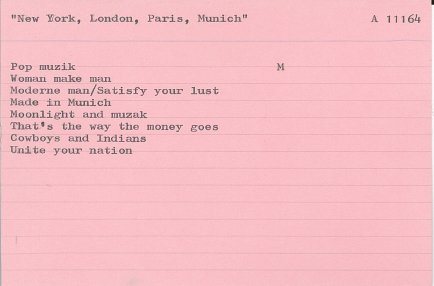 "New York, London, Paris, Munich" A 11164
Pop muzik M
Woman make man
Moderne man/Satisfy your lust
Made in Munich
Moonlight and muzak
That's the way the money goes
Cowboys and Indians
Unite your nation